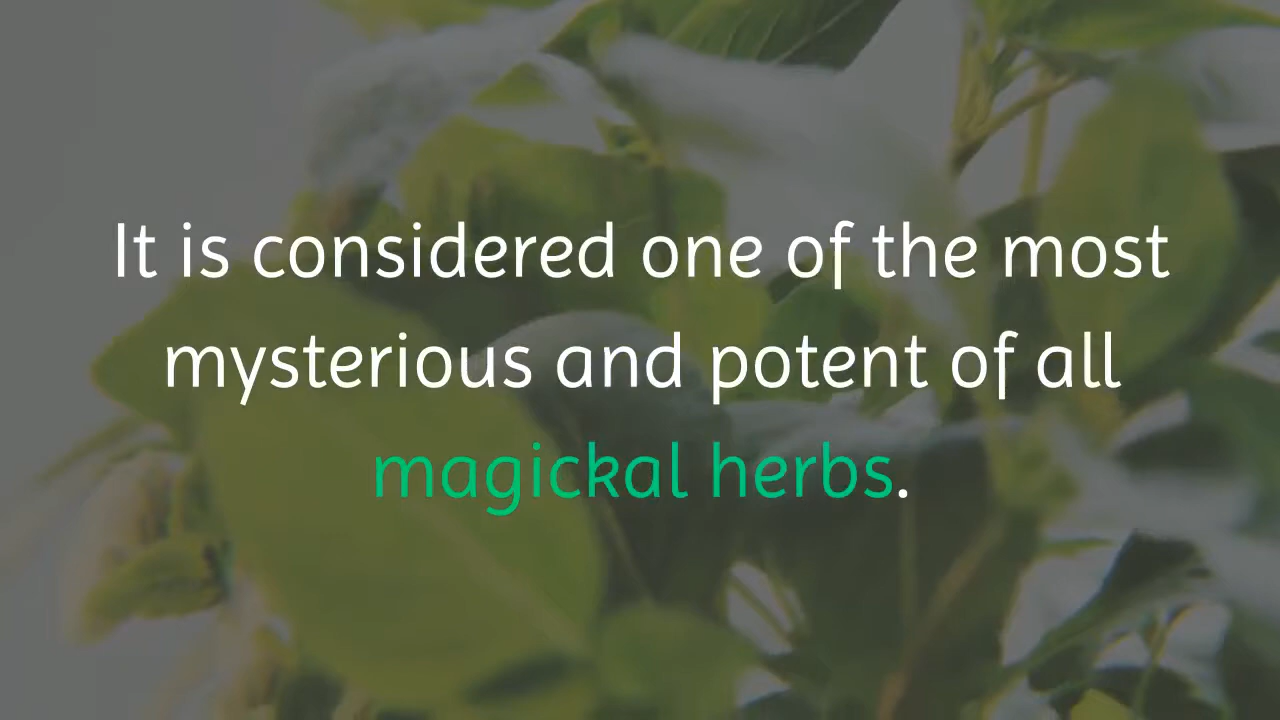 It is considered one of the most
mysterious and potent of all
magickal herbs.